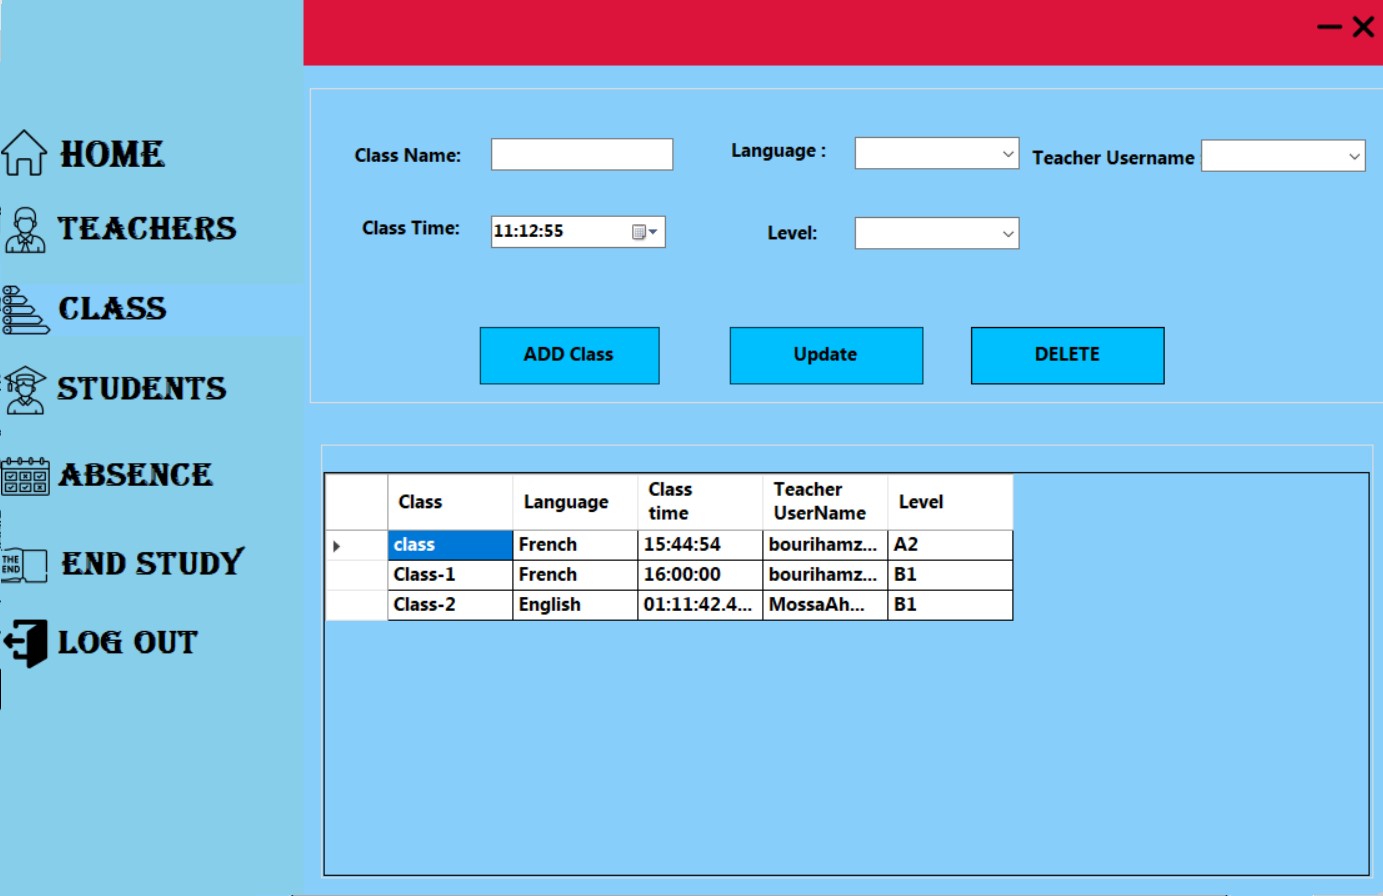 HOME
TEACHERS
CLASS
STUDENTS
ABSENCE
THE
END
END STUDY
LOG OUT
Class Name:
Language :
Teacher Username
Class Time:
11:12:55
Level:
ADD Class
Update
DELETE
Class Language Class time Teacher UserName Level
class French 15:44:54 bourihamz... A2
Class-1 French 16:00:00 bourihamz... B1
Class-2 English 01:11:42.4... MossaAh... B1